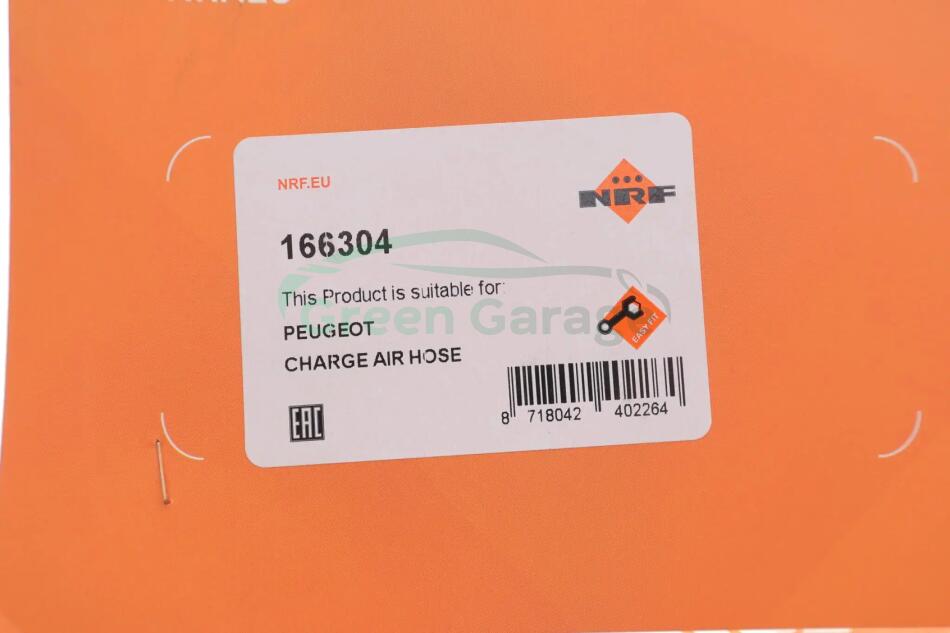 NRF.EU
NRF
166304
This Product is suitable for:
PEUGEOT
CHARGE AIR HOSE
Green Garage
EASY FIT
EAC
8 718042 402264